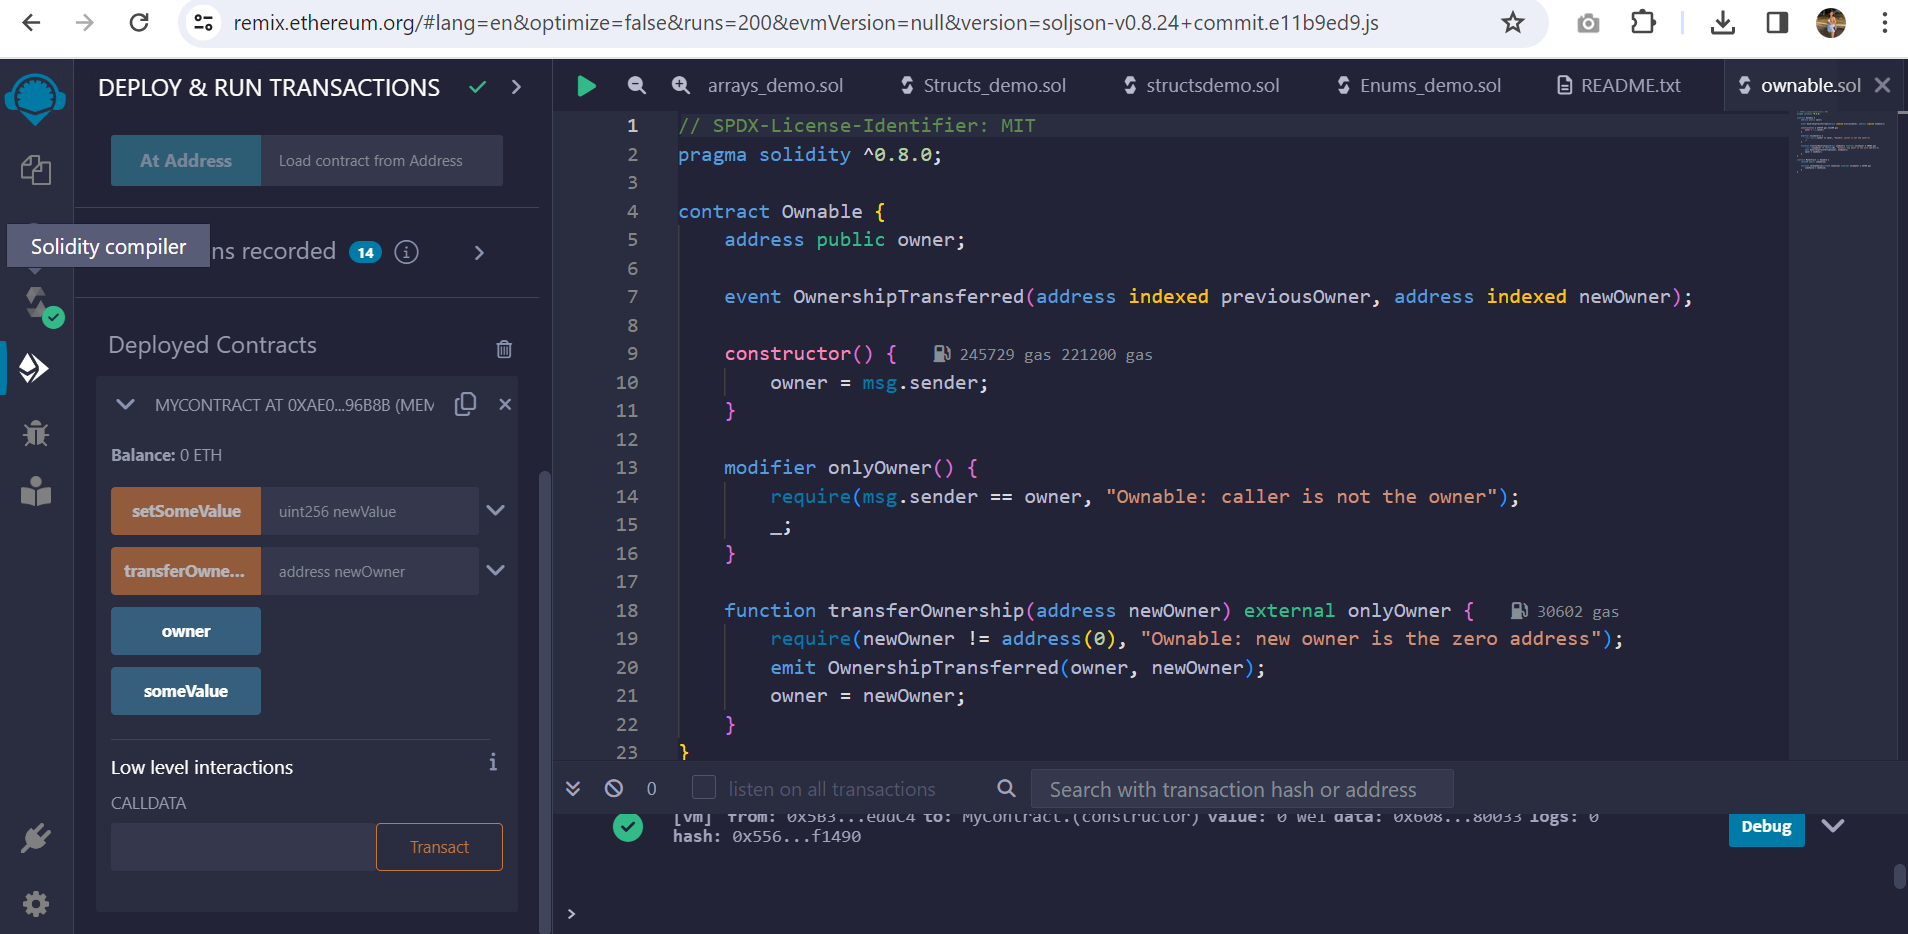 remix.ethereum.org/#lang=en&optimize=false&runs=200&evmVersion=null&version=soljson-v0.8.24+commit.e11b9ed9.js
DEPLOY & RUN TRANSACTIONS
At Address
Load contract from Address
Solidity compiler
ns recorded 14
Deployed Contracts
MYCONTRACT AT 0XAE0...96B8B (MEM
Balance: 0 ETH
setSomeValue
uint256 newValue
transferOwne...
address newOwner
owner
someValue
Low level interactions
CALLDATA
Transact
arrays_demo.sol
Structs_demo.sol
structsdemo.sol
Enums_demo.sol
README.txt
ownable.sol
1 // SPDX-License-Identifier: MIT
2 pragma solidity ^0.8.0;
3
4 contract Ownable {
5 address public owner;
6
7 event OwnershipTransferred(address indexed previousOwner, address indexed newOwner);
8
9 constructor() { 245729 gas 221200 gas
10 owner = msg.sender;
11 }
12
13 modifier onlyOwner() {
14 require(msg.sender == owner, "Ownable: caller is not the owner");
15 _;
16 }
17
18 function transferOwnership(address newOwner) external onlyOwner { 30602 gas
19 require(newOwner != address(0), "Ownable: new owner is the zero address");
20 emit OwnershipTransferred(owner, newOwner);
21 owner = newOwner;
22 }
23 }
0
listen on all transactions
Search with transaction hash or address
[vm] from: 0x5B3...eddC4 to: MyContract.(constructor) value: 0 wei data: 0x608...80033 logs: 0
hash: 0x556...f1490
Debug
>